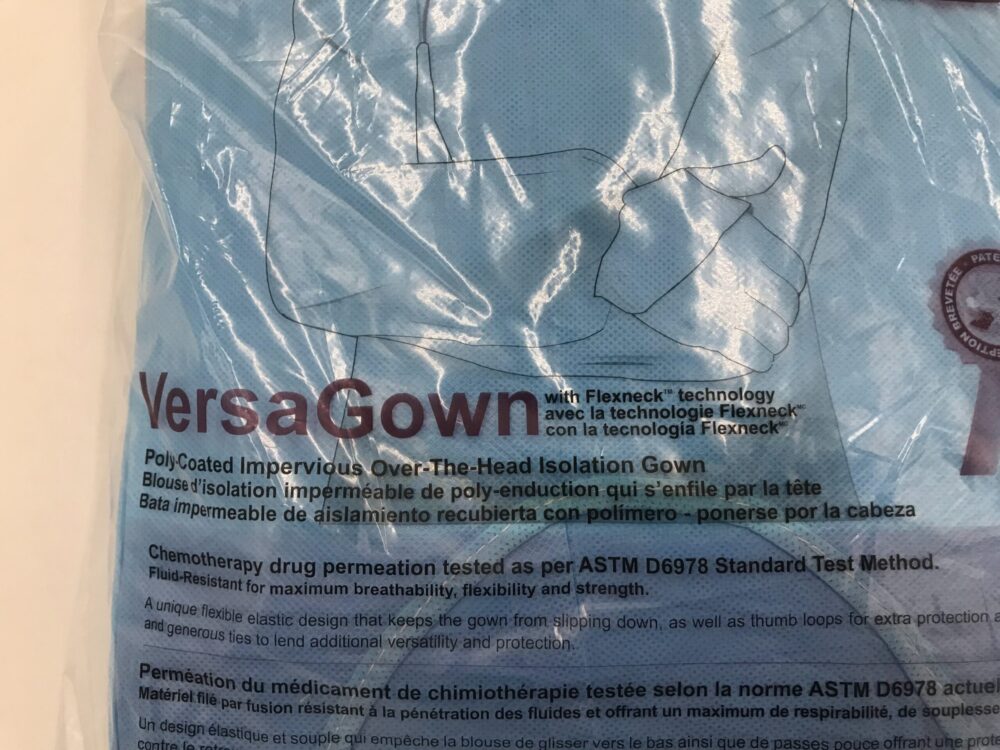 VersaGown
with Flexneck™ technology
avec la technologie Flexneck MC
con la tecnología Flexneck MC
Poly-Coated Impervious Over-The-Head Isolation Gown
Blouse d'isolation imperméable de poly-enduction qui s'enfile par la tête
Bata impermeable de aislamiento recubierta con polímero - ponerse por la cabeza
Chemotherapy drug permeation tested as per ASTM D6978 Standard Test Method.
Fluid-Resistant for maximum breathability, flexibility and strength.
A unique flexible elastic design that keeps the gown from slipping down, as well as thumb loops for extra protection
and generous ties to lend additional versatility and protection.
Perméation du médicament de chimiothérapie testée selon la norme ASTM D6978
Matériel filé par fusion résistant à la pénétration des fluides et offrant un maximum de respirabilité, de souplesse
Un design élastique et souple qui empêche la blouse de glisser vers le bas ainsi que de passes pouce offrant une
contre le
BREVETÉE